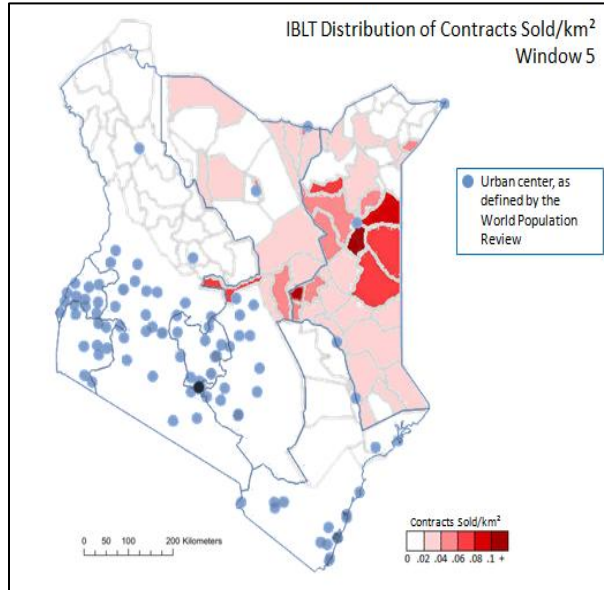 IBLT Distribution of Contracts Sold/km²
Window 5
Urban center, as
defined by the
World Population
Review
0 50 100 200 Kilometers
Contracts Sold/km²
0 .02 .04 .06 .08 .1 +